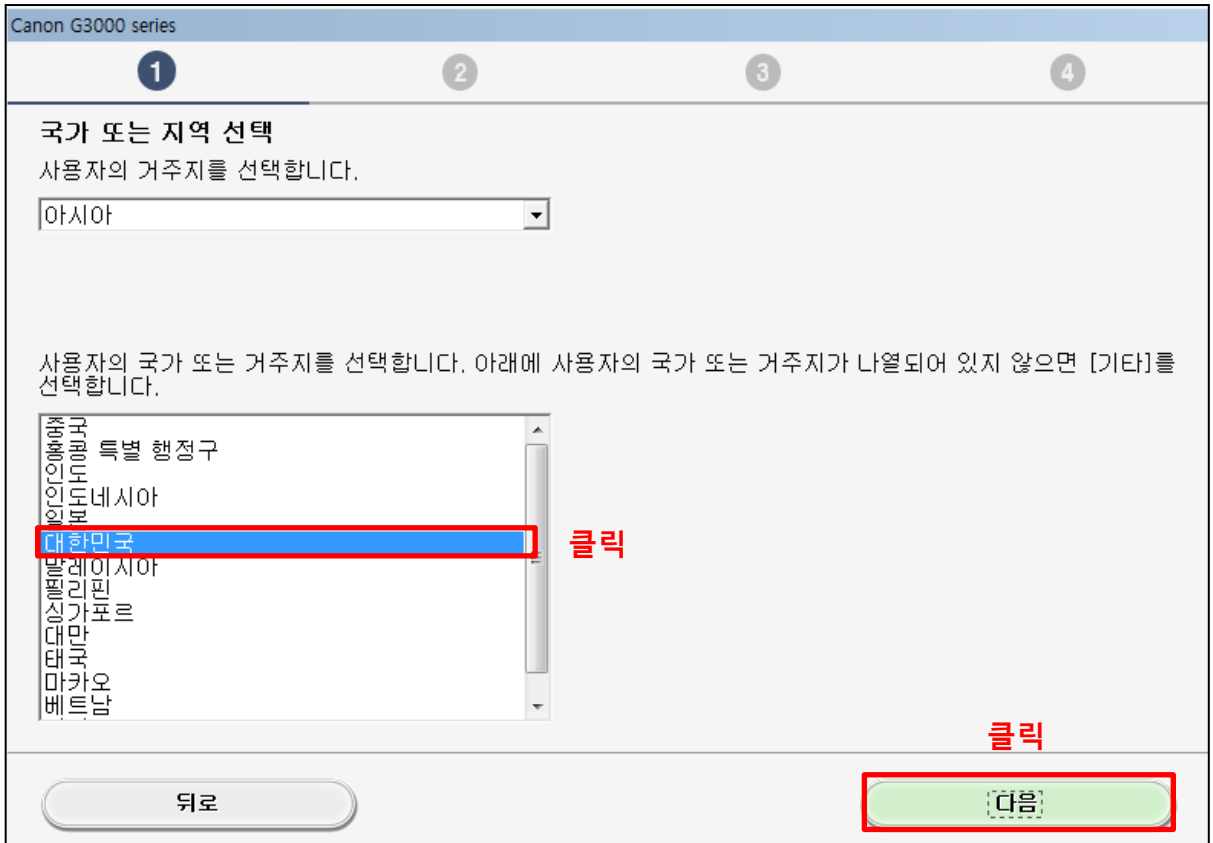 Canon G3000 series
1 2 3 4
국가 또는 지역 선택
사용자의 거주지를 선택합니다.
아시아
사용자의 국가 또는 거주지를 선택합니다. 아래에 사용자의 국가 또는 거주지가 나열되어 있지 않으면 [기타]를
선택합니다.
중국
홍콩 특별 행정구
인도
인도네시아
일본
대한민국 클릭
말레이시아
필리핀
싱가포르
대만
태국
마카오
베트남
클릭
뒤로 다음